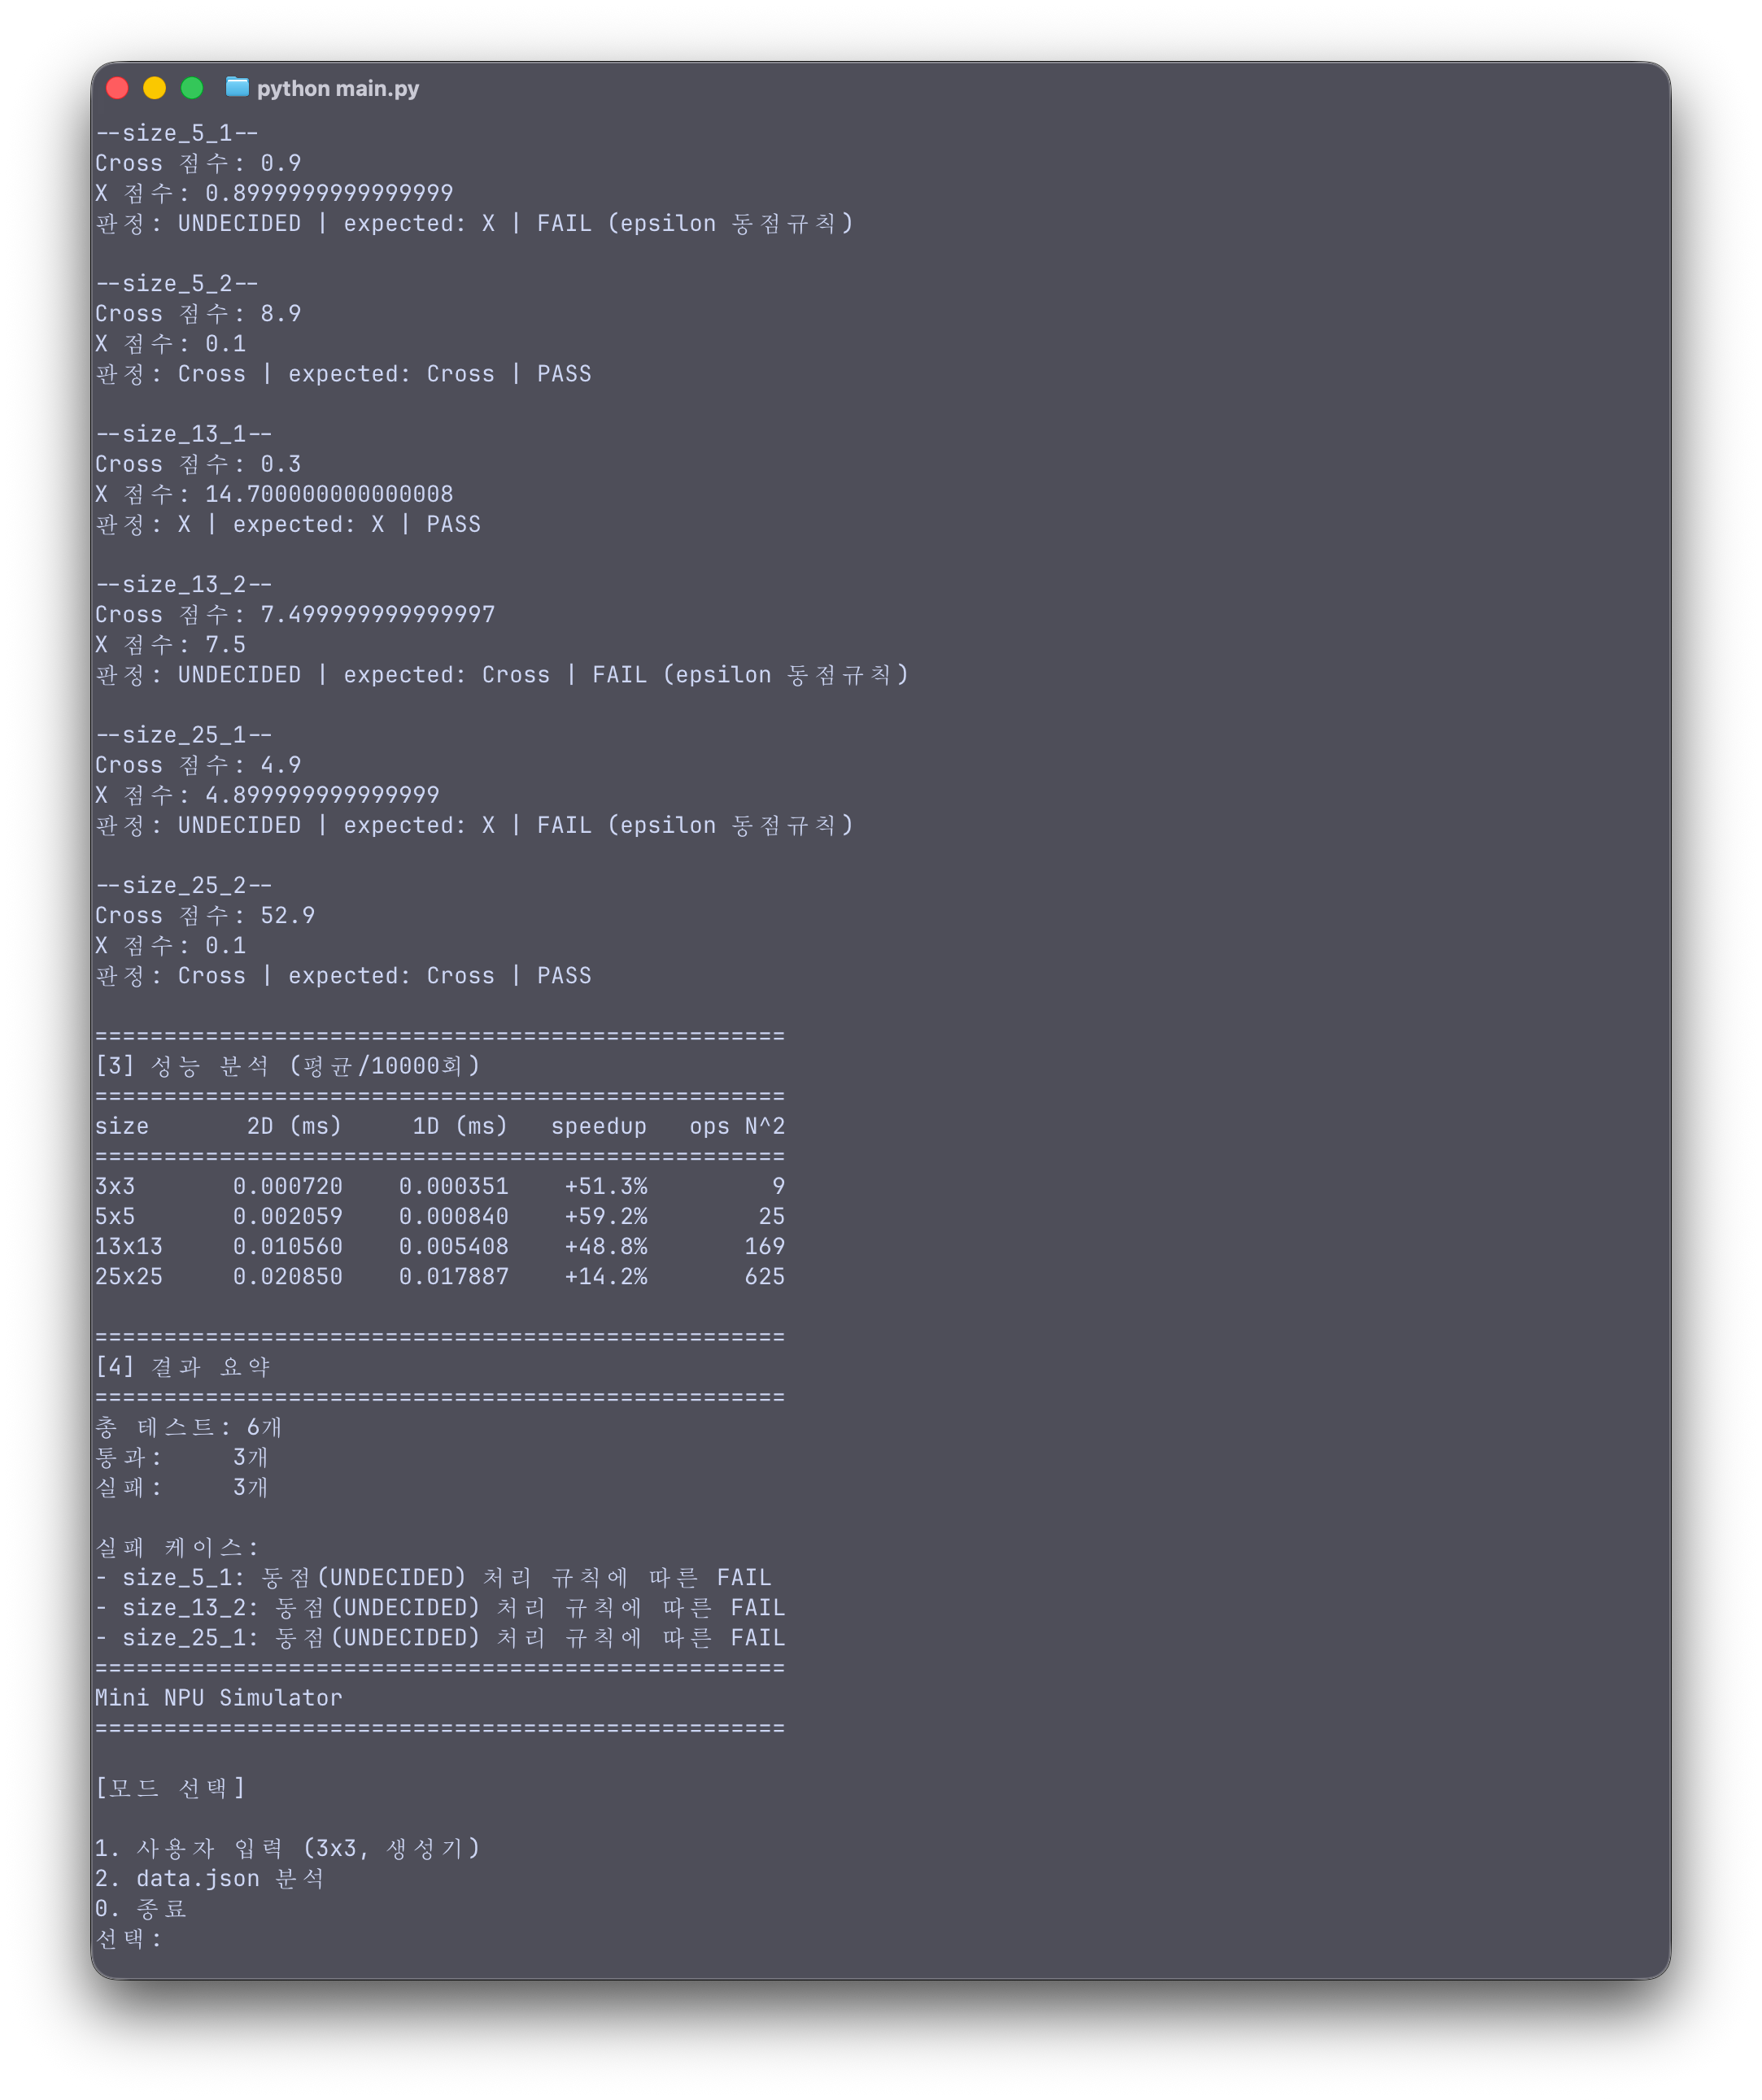 python main.py
--size_5_1--
Cross 점수: 0.9
X 점수: 0.8999999999999999
판정: UNDECIDED | expected: X | FAIL (epsilon 동점규칙)
--size_5_2--
Cross 점수: 8.9
X 점수: 0.1
판정: Cross | expected: Cross | PASS
--size_13_1--
Cross 점수: 0.3
X 점수: 14.700000000000008
판정: X | expected: X | PASS
--size_13_2--
Cross 점수: 7.499999999999997
X 점수: 7.5
판정: UNDECIDED | expected: Cross | FAIL (epsilon 동점규칙)
--size_25_1--
Cross 점수: 4.9
X 점수: 4.899999999999999
판정: UNDECIDED | expected: X | FAIL (epsilon 동점규칙)
--size_25_2--
Cross 점수: 52.9
X 점수: 0.1
판정: Cross | expected: Cross | PASS
==================================================
[3] 성능 분석 (평균/10000회)
==================================================
size       2D (ms)     1D (ms)   speedup   ops N^2
==================================================
3x3       0.000720    0.000351    +51.3%         9
5x5       0.002059    0.000840    +59.2%        25
13x13     0.010560    0.005408    +48.8%       169
25x25     0.020850    0.017887    +14.2%       625
==================================================
[4] 결과 요약
==================================================
총 테스트: 6개
통과:     3개
실패:     3개
실패 케이스:
- size_5_1: 동점(UNDECIDED) 처리 규칙에 따른 FAIL
- size_13_2: 동점(UNDECIDED) 처리 규칙에 따른 FAIL
- size_25_1: 동점(UNDECIDED) 처리 규칙에 따른 FAIL
==================================================
Mini NPU Simulator
==================================================
[모드 선택]
1. 사용자 입력 (3x3, 생성기)
2. data.json 분석
0. 종료
선택: